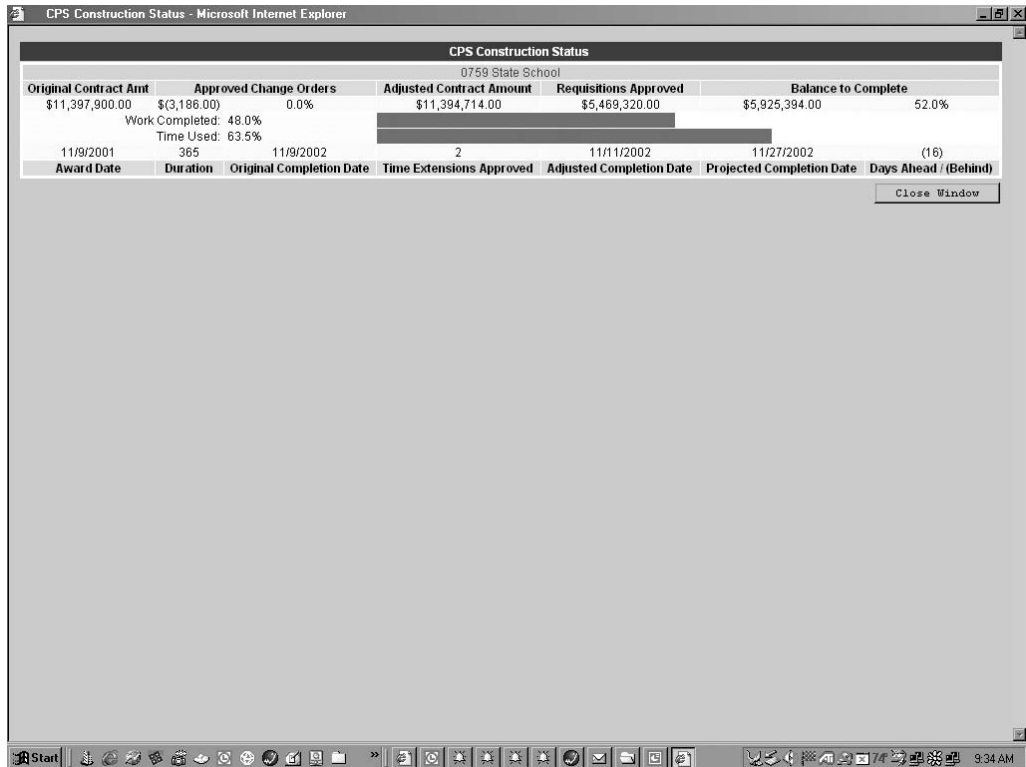 CPS Construction Status - Microsoft Internet Explorer
CPS Construction Status
0759 State School
Original Contract Amt Approved Change Orders Adjusted Contract Amount Requisitions Approved Balance to Complete
$11,397,900.00 $(3,186.00) 0.0% $11,394,714.00 $5,469,320.00 $5,925,394.00 52.0%
Work Completed: 48.0%
Time Used: 63.5%
11/9/2001 365 11/9/2002 2 11/11/2002 11/27/2002 (16)
Award Date Duration Original Completion Date Time Extensions Approved Adjusted Completion Date Projected Completion Date Days Ahead / (Behind)
Close Window
Start 9:34 AM